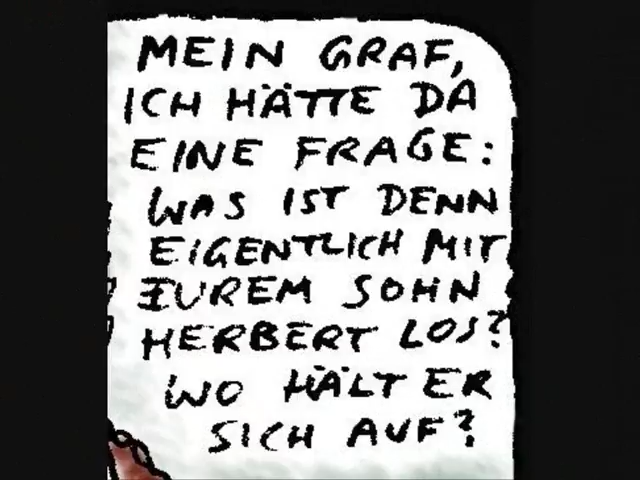 MEIN GRAF,
ICH HÄTTE DA
EINE FRAGE:
WAS IST DENN
EIGENTLICH MIT
EUREM SOHN
HERBERT LOS?
WO HÄLT ER
SICH AUF?